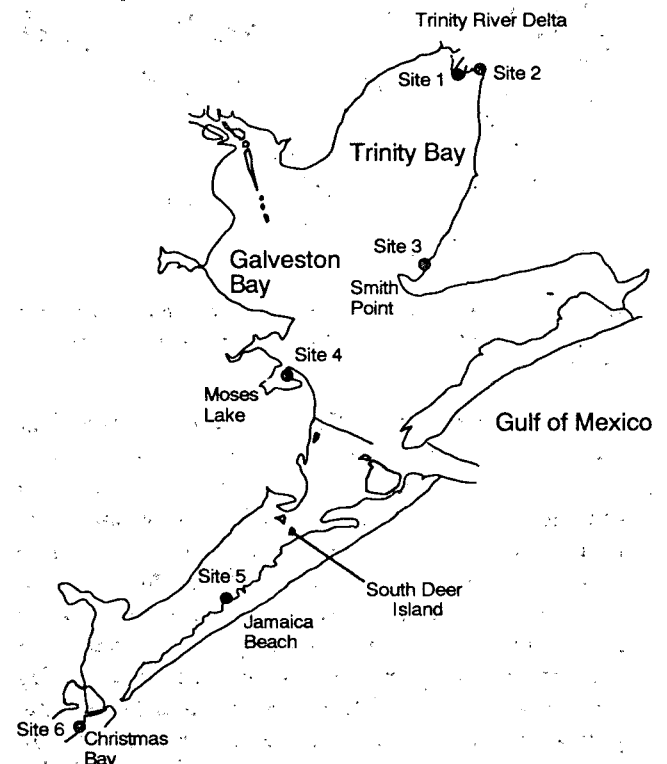 Trinity River Delta
Site 1
Site 2
Trinity Bay
Site 3
Galveston
Bay
Smith
Point
Site 4
Moses
Lake
Gulf of Mexico
Site 5
South Deer
Island
Jamaica
Beach
Site 6
Christmas
Bay